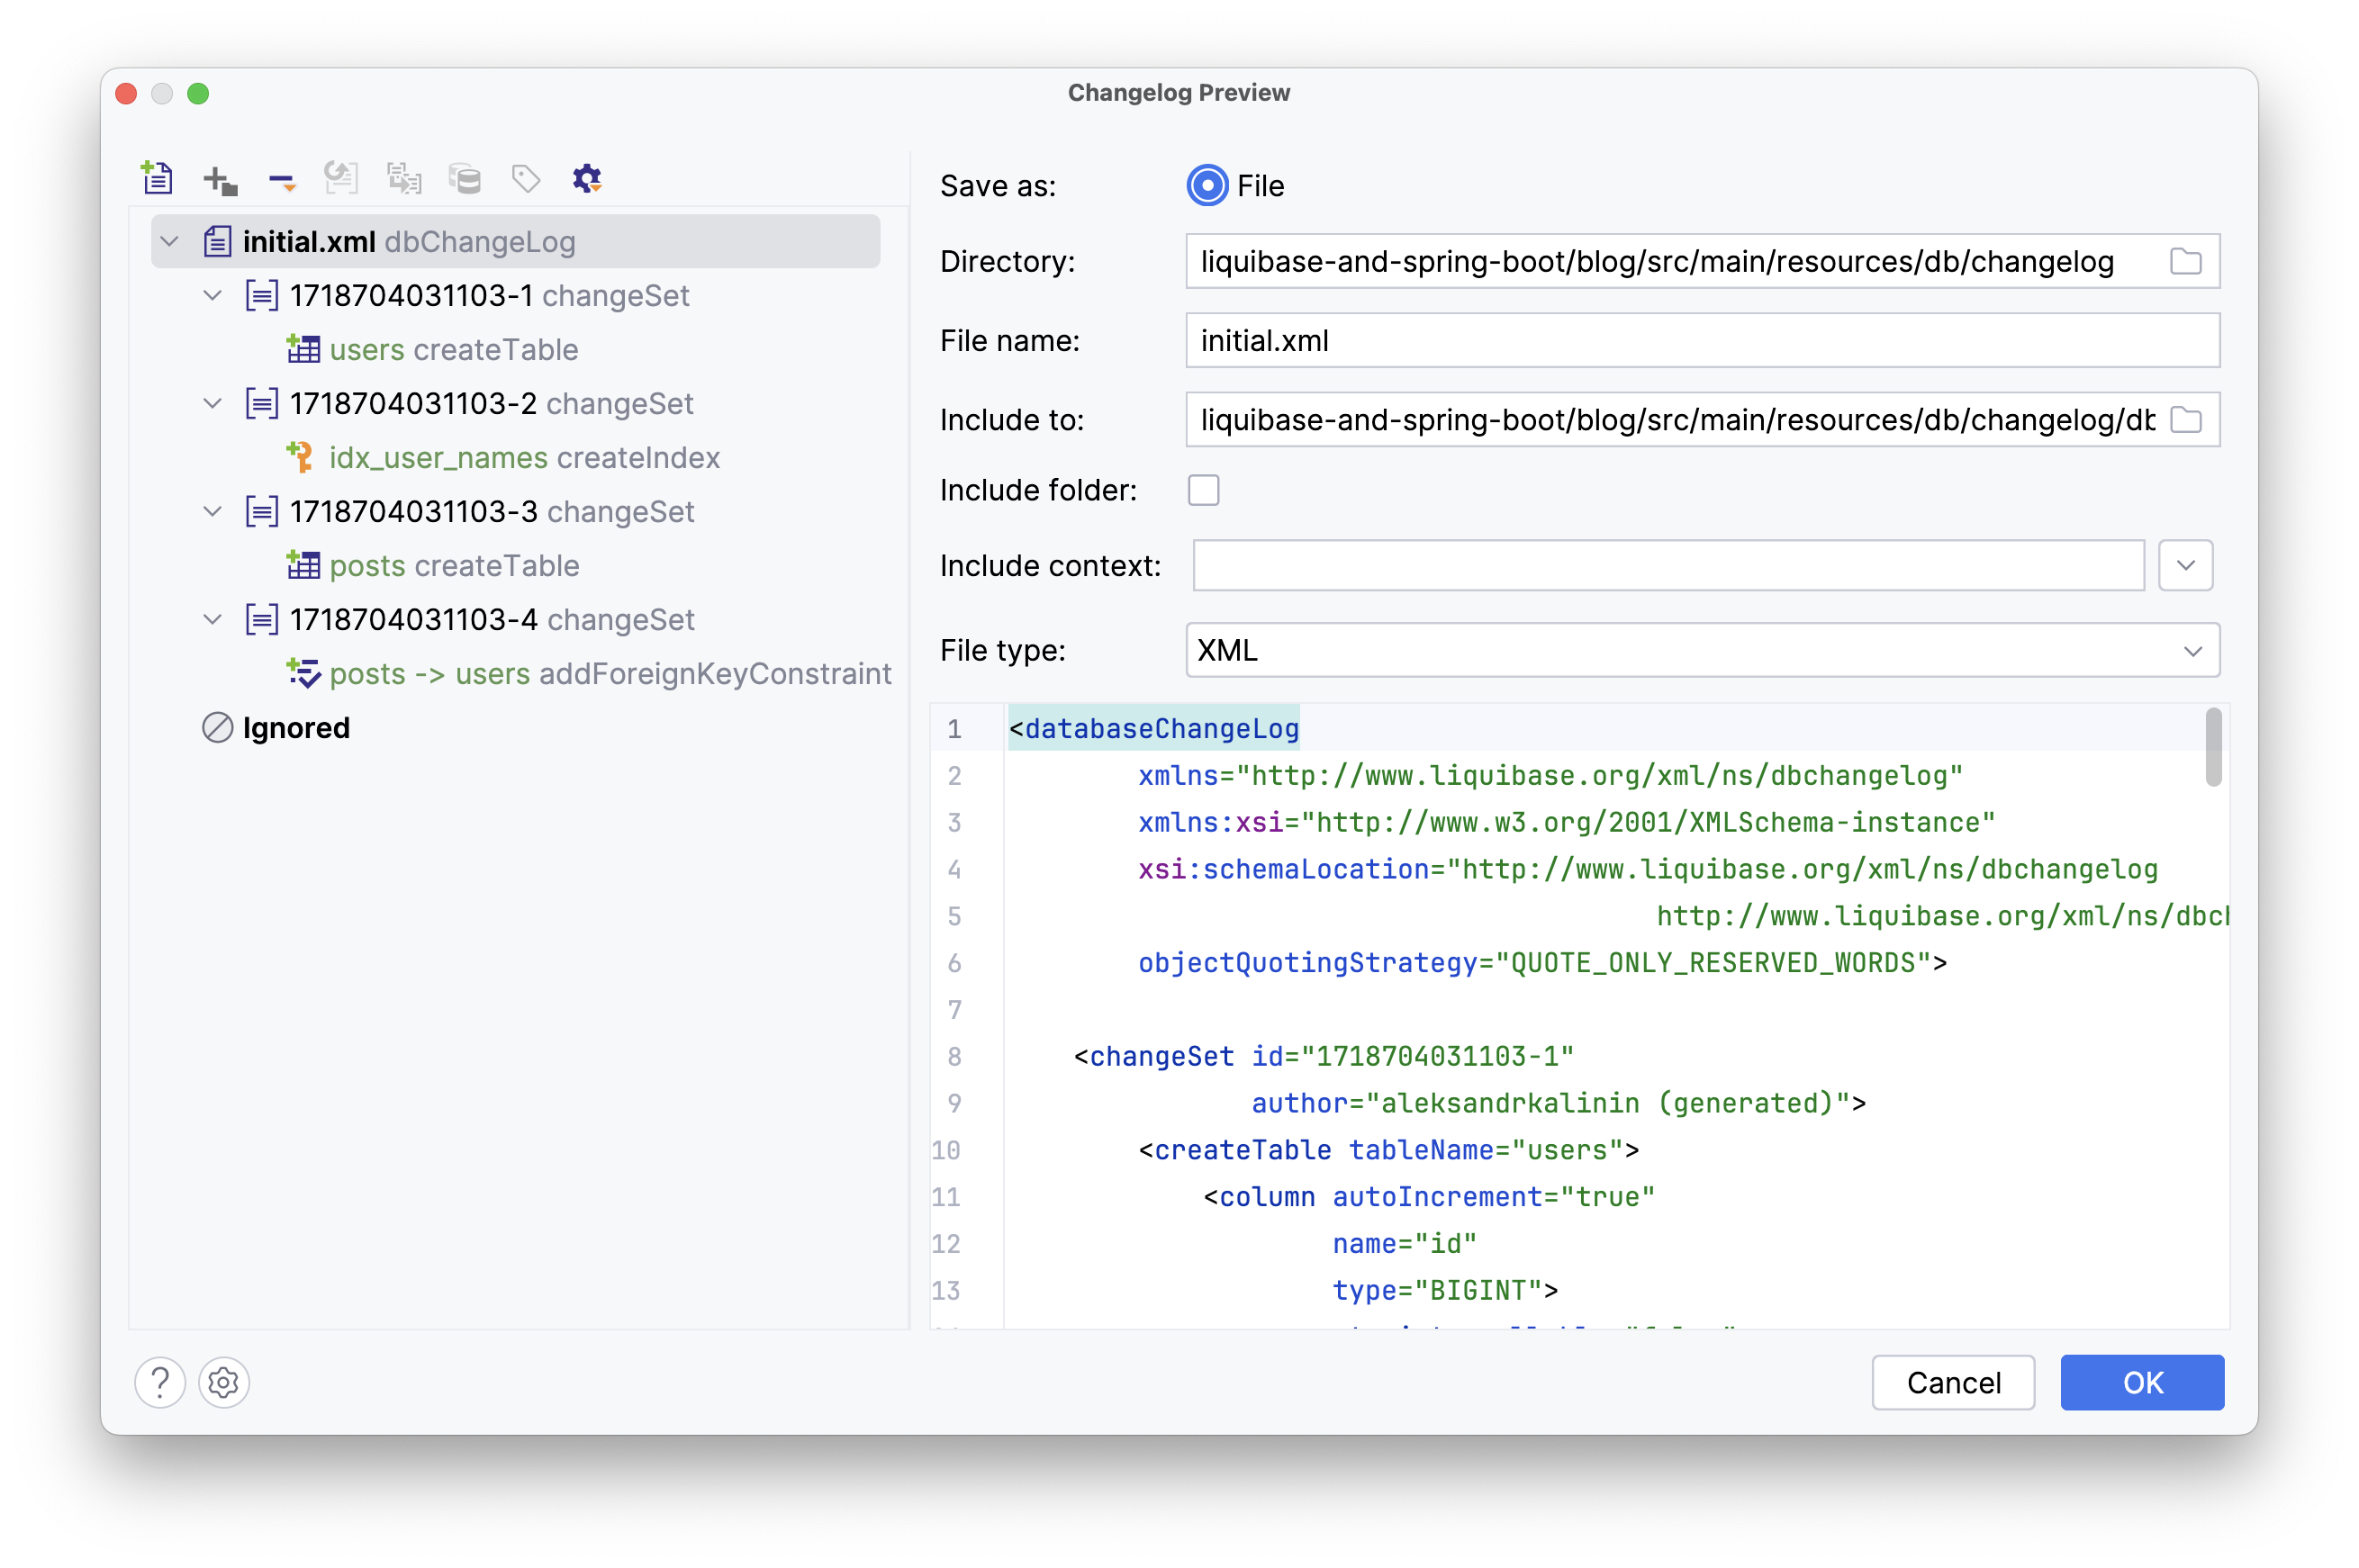 Changelog Preview
initial.xml dbChangeLog
1718704031103-1 changeSet
users createTable
1718704031103-2 changeSet
idx_user_names createIndex
1718704031103-3 changeSet
posts createTable
1718704031103-4 changeSet
posts -> users addForeignKeyConstraint
Ignored
Save as: File
Directory: liquibase-and-spring-boot/blog/src/main/resources/db/changelog
File name: initial.xml
Include to: liquibase-and-spring-boot/blog/src/main/resources/db/changelog/db
Include folder:
Include context:
File type: XML
1 <databaseChangeLog
2 xmlns="http://www.liquibase.org/xml/ns/dbchangelog"
3 xmlns:xsi="http://www.w3.org/2001/XMLSchema-instance"
4 xsi:schemaLocation="http://www.liquibase.org/xml/ns/dbchangelog
5 http://www.liquibase.org/xml/ns/dbch
6 objectQuotingStrategy="QUOTE_ONLY_RESERVED_WORDS">
7
8 <changeSet id="1718704031103-1"
9 author="aleksandrkalinin (generated)">
10 <createTable tableName="users">
11 <column autoIncrement="true"
12 name="id"
13 type="BIGINT">
?
Cancel
OK